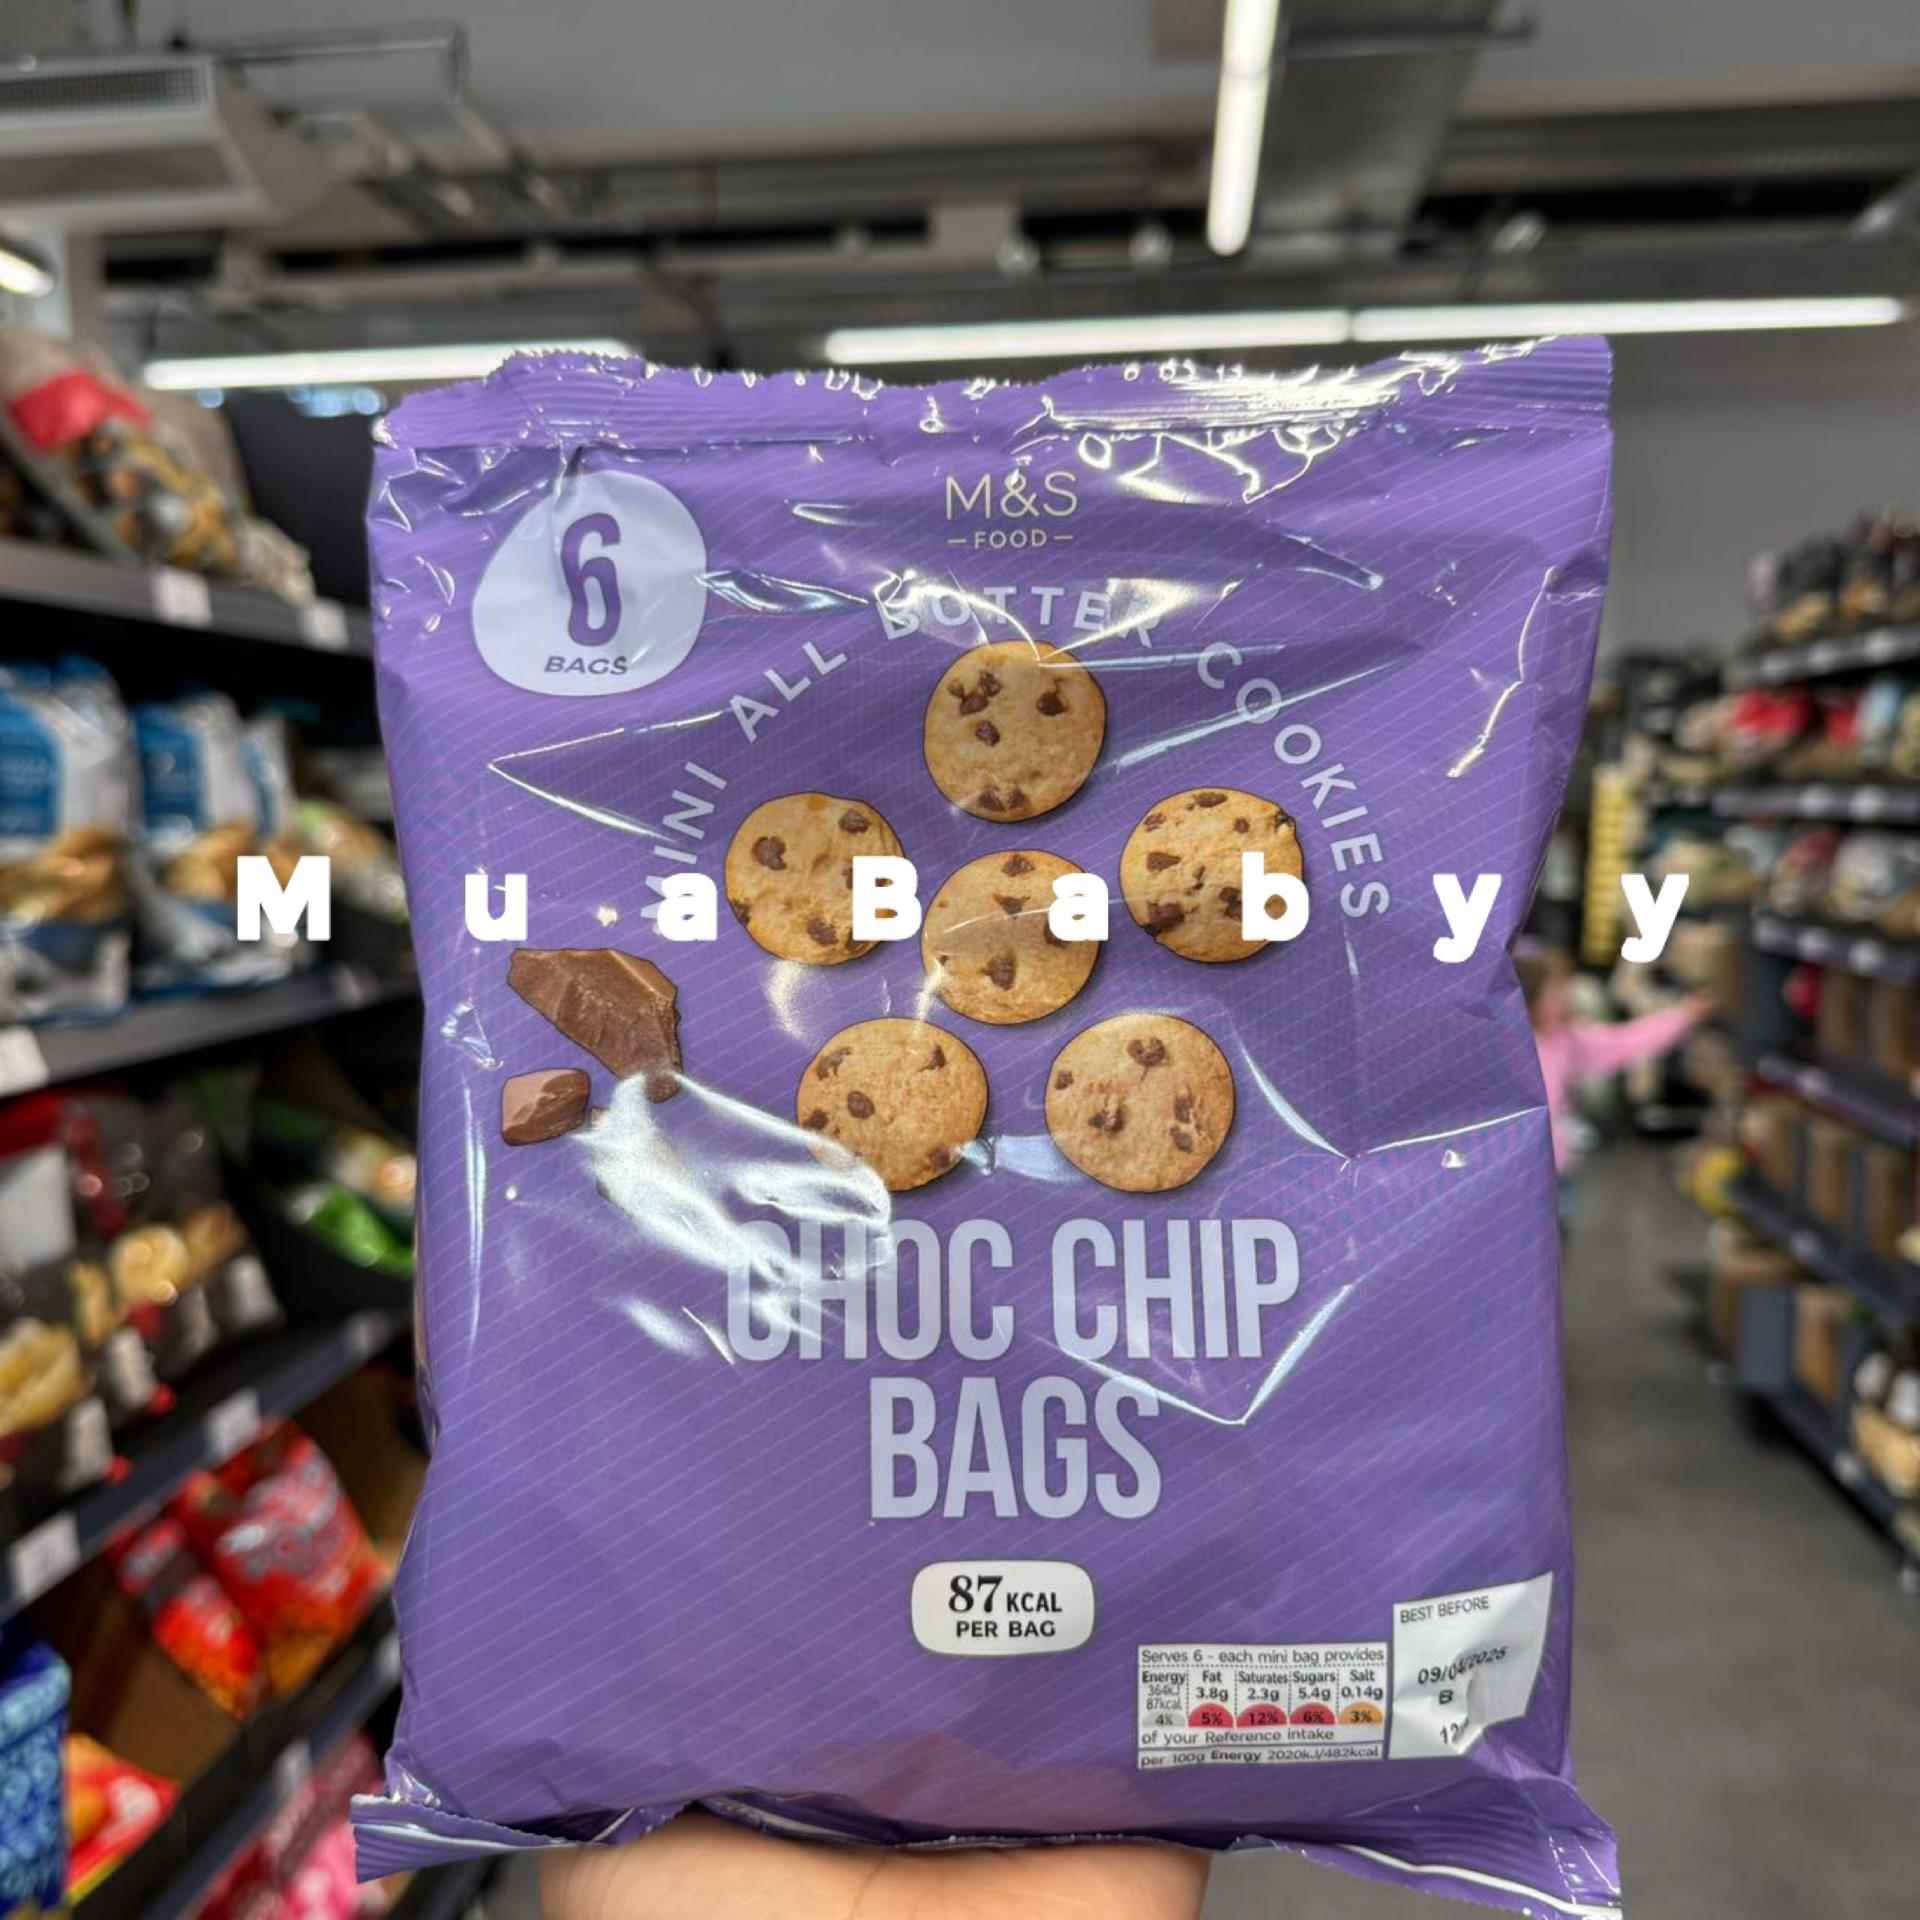 M&S
FOOD
6
BAGS
MINI ALL BUTTER COOKIES
MuaBabyy
CHOC CHIP
BAGS
87 KCAL
PER BAG
BEST BEFORE
B
Serves 6 - each mini bag provides
Energy Fat Saturates Sugars Salt
364kJ
87kcal 3.8g 2.3g 5.4g 0.14g
4% 5% 12% 6% 3%
of your Reference intake
per 100g Energy 2020kJ/482kcal